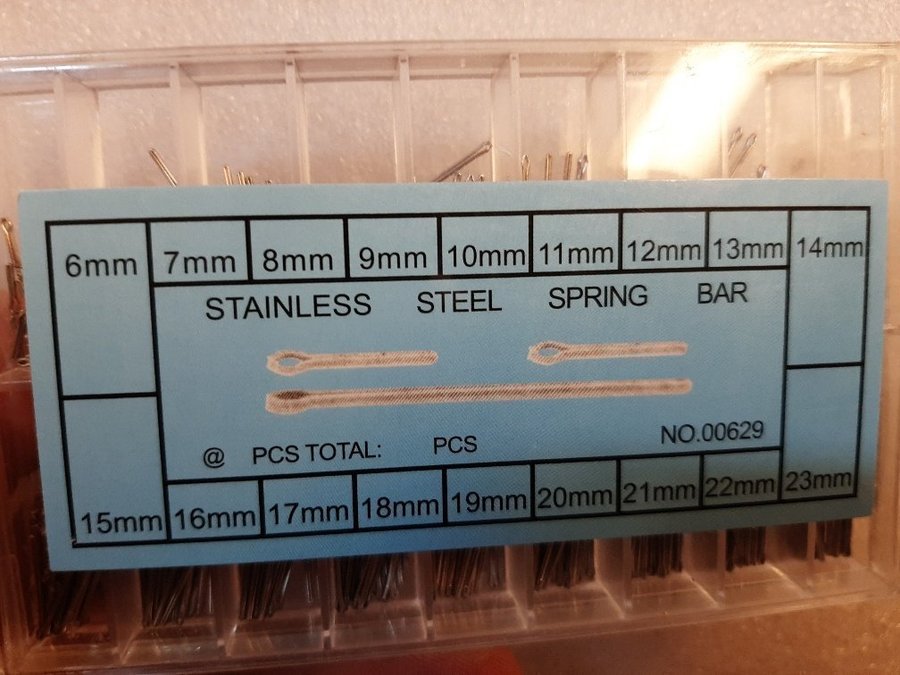 6mm 7mm 8mm 9mm 10mm 11mm 12mm 13mm 14mm
STAINLESS STEEL SPRING BAR
@ PCS TOTAL: PCS NO.00629
15mm 16mm 17mm 18mm 19mm 20mm 21mm 22mm 23mm